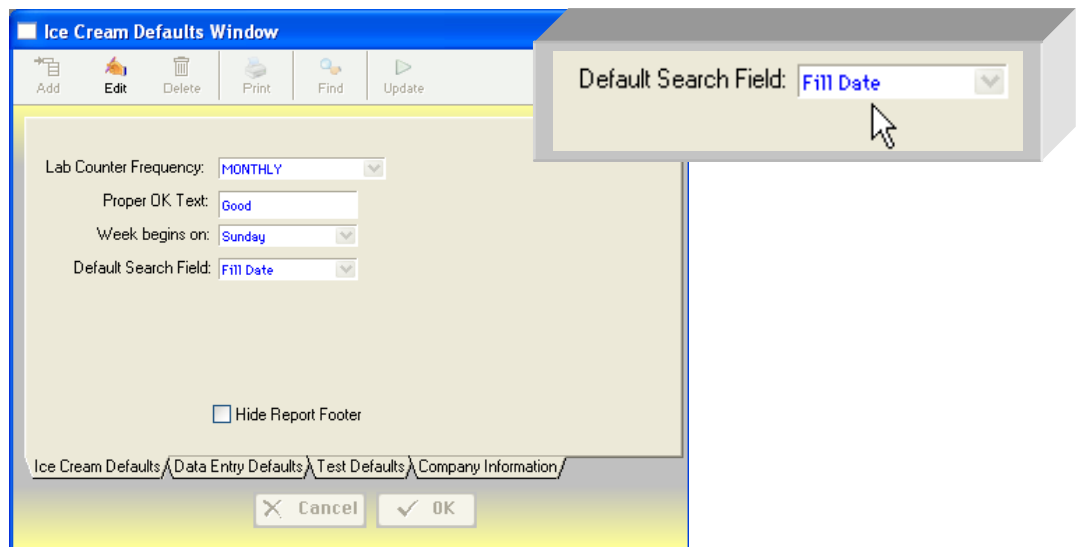 Ice Cream Defaults Window
Add Edit Delete Print Find Update
Default Search Field: Fill Date
Lab Counter Frequency: MONTHLY
Proper OK Text: Good
Week begins on: Sunday
Default Search Field: Fill Date
Hide Report Footer
Ice Cream Defaults Data Entry Defaults Test Defaults Company Information
Cancel OK